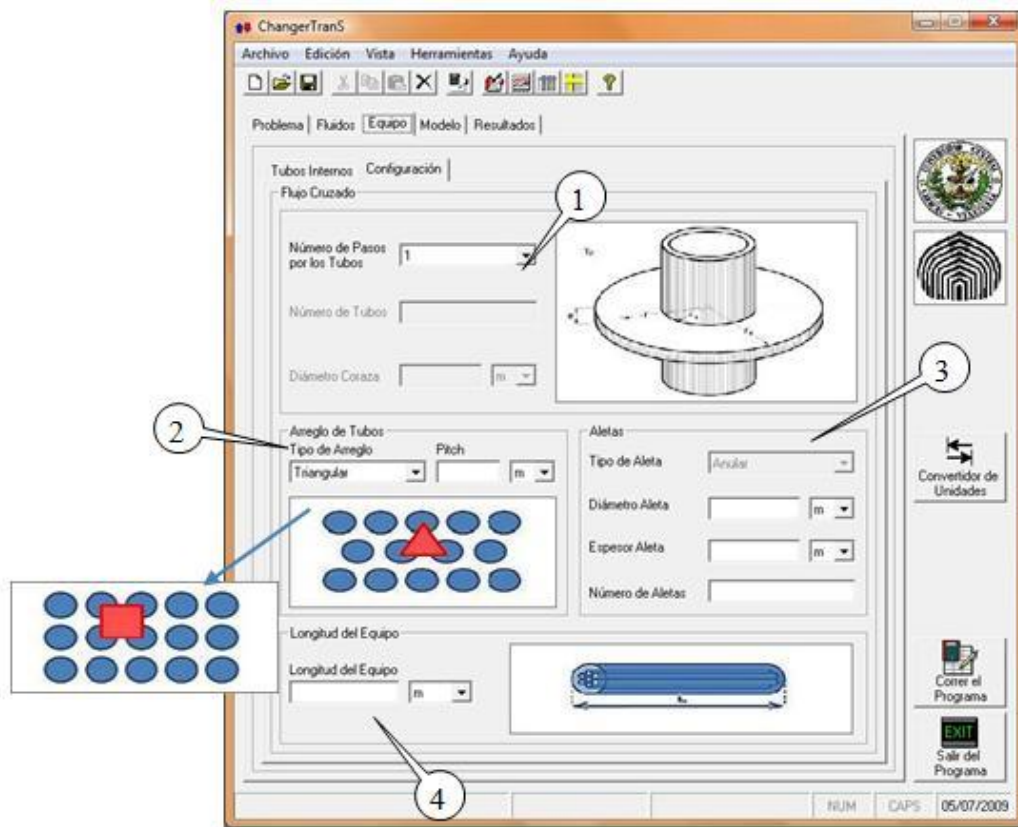 ChangerTranS
Archivo Edición Vista Herramientas Ayuda
Problema Fluidos Equipo Modelo Resultados
Tubos Internos Configuración
Flujo Cruzado
1
Número de Pasos
por los Tubos
1
Número de Tubos
Diámetro Coraza
m
3
2
Arreglo de Tubos
Tipo de Arreglo
Pitch
Triangular
m
Aletas
Tipo de Aleta
Anular
Diámetro Aleta
m
Espesor Aleta
m
Número de Aletas
Convertidor de
Unidades
Longitud del Equipo
Longitud del Equipo
m
4
Correr el
Programa
EXIT
Salir del
Programa
NUM CAPS 05/07/2009